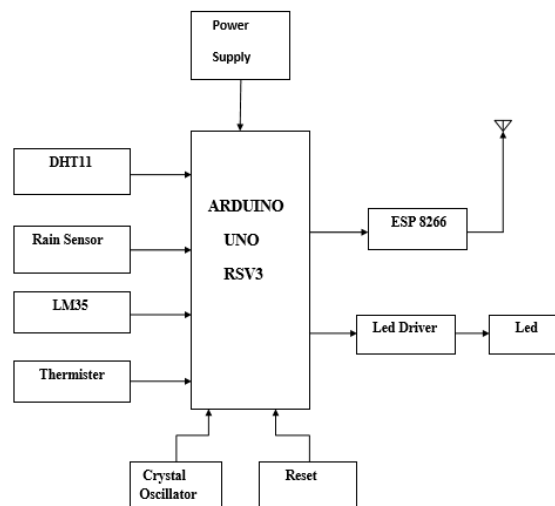 Power
Supply
DHT11
Rain Sensor
LM35
Thermister
ARDUINO
UNO
RSV3
ESP 8266
Led Driver
Led
Crystal
Oscillator
Reset